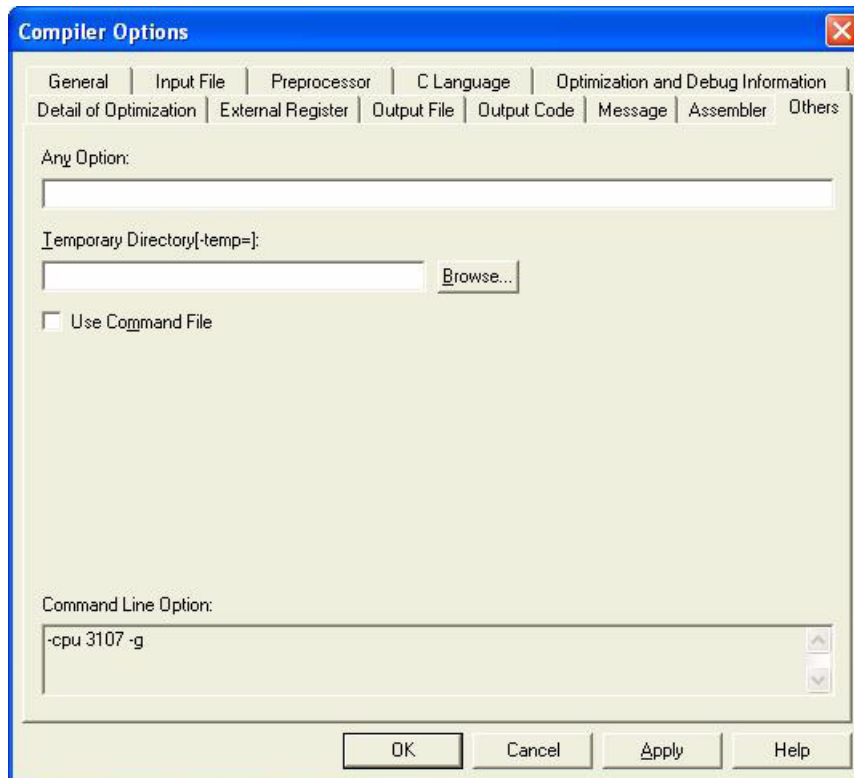 Compiler Options
General Input File Preprocessor C Language Optimization and Debug Information
Detail of Optimization External Register Output File Output Code Message Assembler Others
Any Option:
Temporary Directory[-temp=]:
Browse...
Use Command File
Command Line Option:
-cpu 3107 -g
OK Cancel Apply Help